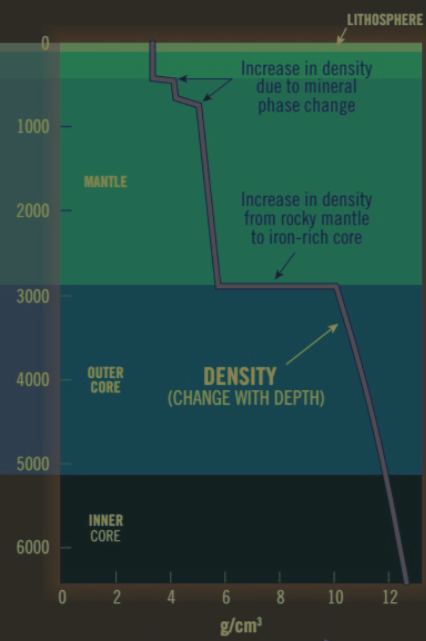 LITHOSPHERE
0
Increase in density
due to mineral
phase change
1000
MANTLE
2000
Increase in density
from rocky mantle
to iron-rich core
3000
OUTER
CORE
4000
DENSITY
(CHANGE WITH DEPTH)
5000
INNER
CORE
6000
0 2 4 6 8 10 12
g/cm³